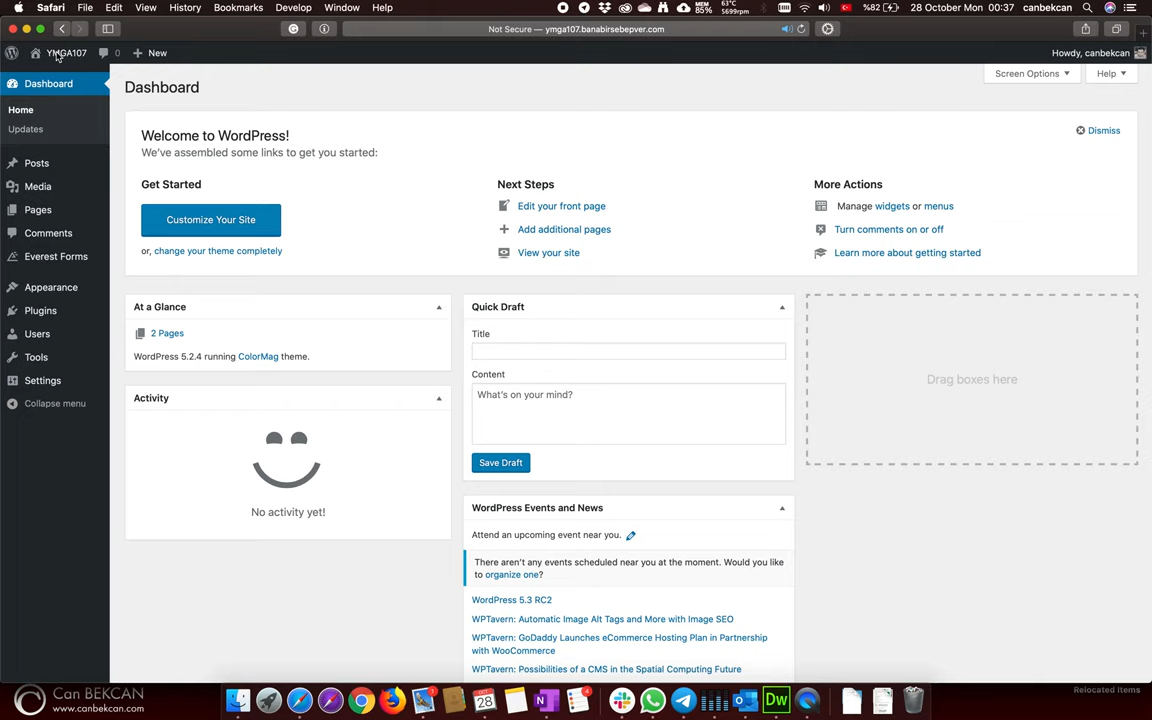 Safari File Edit View History Bookmarks Develop Window Help
MEM 85% 63°C 5699rpm %82 28 October Mon 00:37 canbekcan
Not Secure — ymga107.banabirsebepver.com
YMGA107 0 New
Howdy, canbekcan
Dashboard
Home
Updates
Posts
Media
Pages
Comments
Everest Forms
Appearance
Plugins
Users
Tools
Settings
Collapse menu
Screen Options
Help
Dashboard
Welcome to WordPress!
Dismiss
We've assembled some links to get you started:
Get Started
Customize Your Site
or, change your theme completely
Next Steps
Edit your front page
Add additional pages
View your site
More Actions
Manage widgets or menus
Turn comments on or off
Learn more about getting started
At a Glance
2 Pages
WordPress 5.2.4 running ColorMag theme.
Activity
No activity yet!
Quick Draft
Title
Content
What's on your mind?
Save Draft
WordPress Events and News
Attend an upcoming event near you.
There aren't any events scheduled near you at the moment. Would you like
to organize one?
WordPress 5.3 RC2
WPTavern: Automatic Image Alt Tags and More with Image SEO
WPTavern: GoDaddy Launches eCommerce Hosting Plan in Partnership
with WooCommerce
WPTavern: Possibilities of a CMS in the Spatial Computing Future
Drag boxes here
Can BEKCAN
www.canbekcan.com
28
Dw
Relocated Items